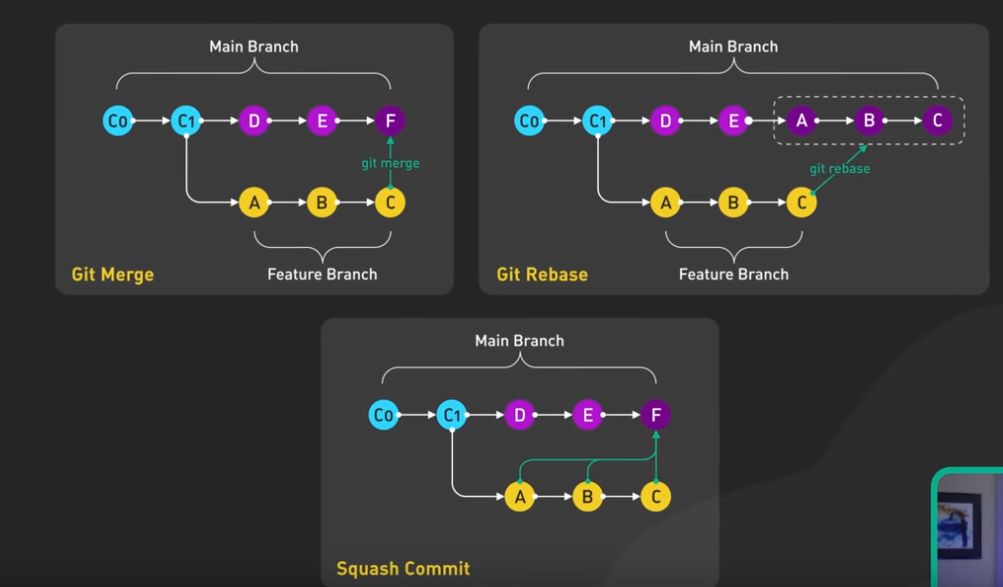 Main Branch
C0 C1 D E F
git merge
A B C
Git Merge
Feature Branch
Main Branch
C0 C1 D E A B C
git rebase
A B C
Git Rebase
Feature Branch
Main Branch
C0 C1 D E F
A B C
Squash Commit